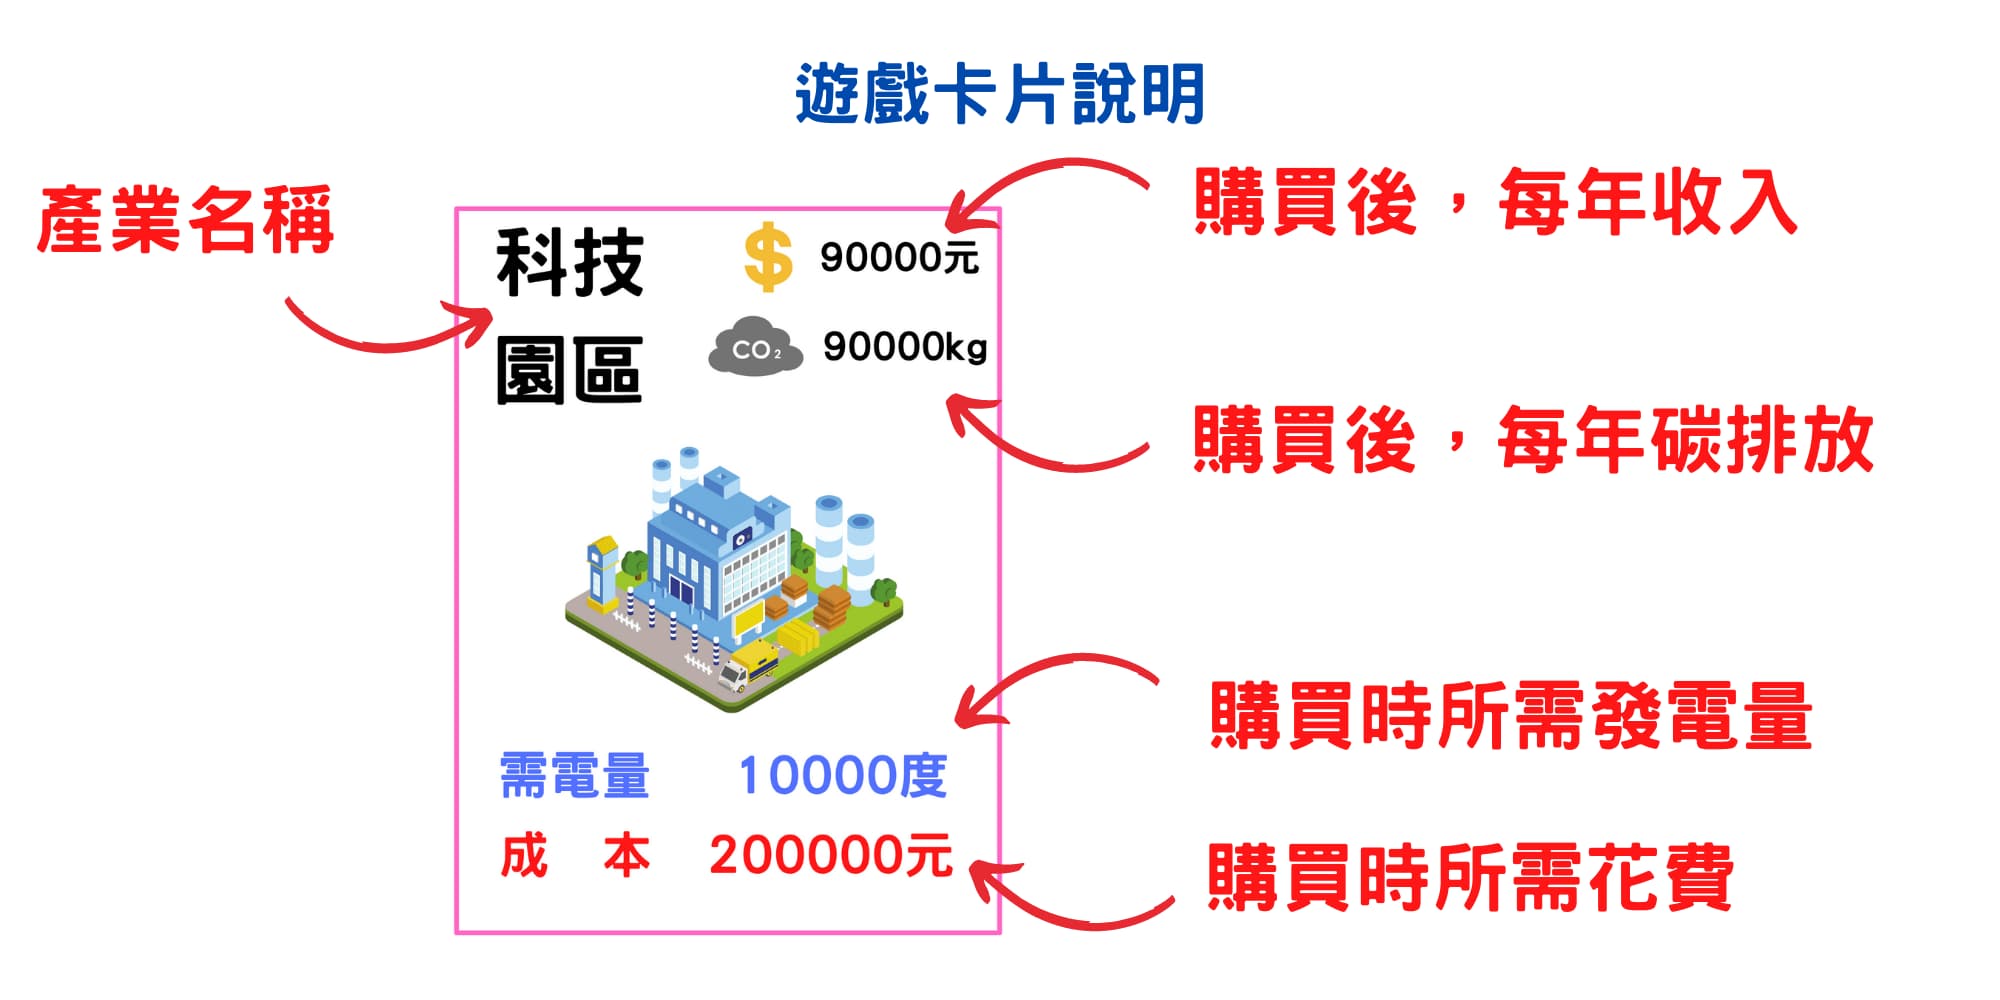 遊戲卡片說明
產業名稱
購買後，每年收入
科技
$ 90000元
園區
CO₂ 90000kg
購買後，每年碳排放
購買時所需發電量
需電量 10000度
成 本 200000元
購買時所需花費